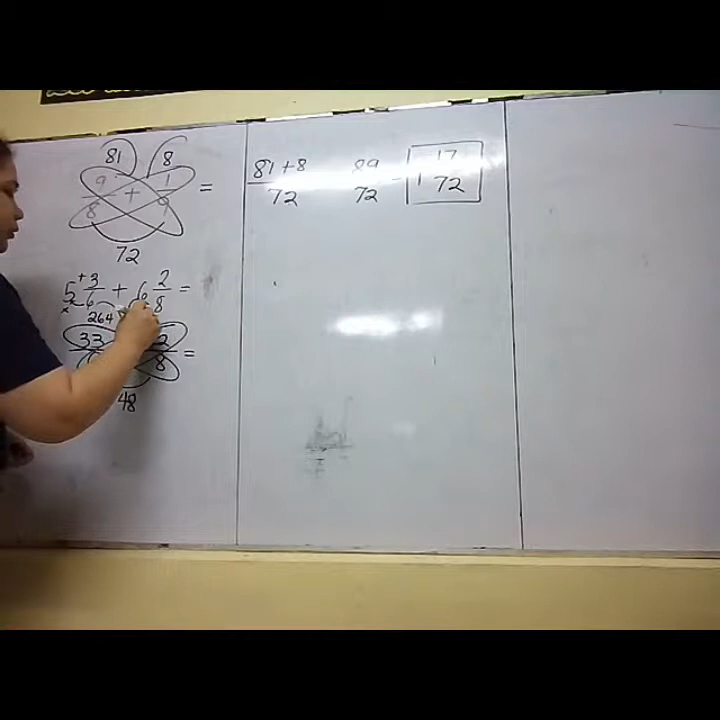 81 8
9/8 + 1/9 =
72
81 + 8 / 72 89/72 = 1 17/72
5 3/6 + 6 2/8 =
264
33 2
8 =
48